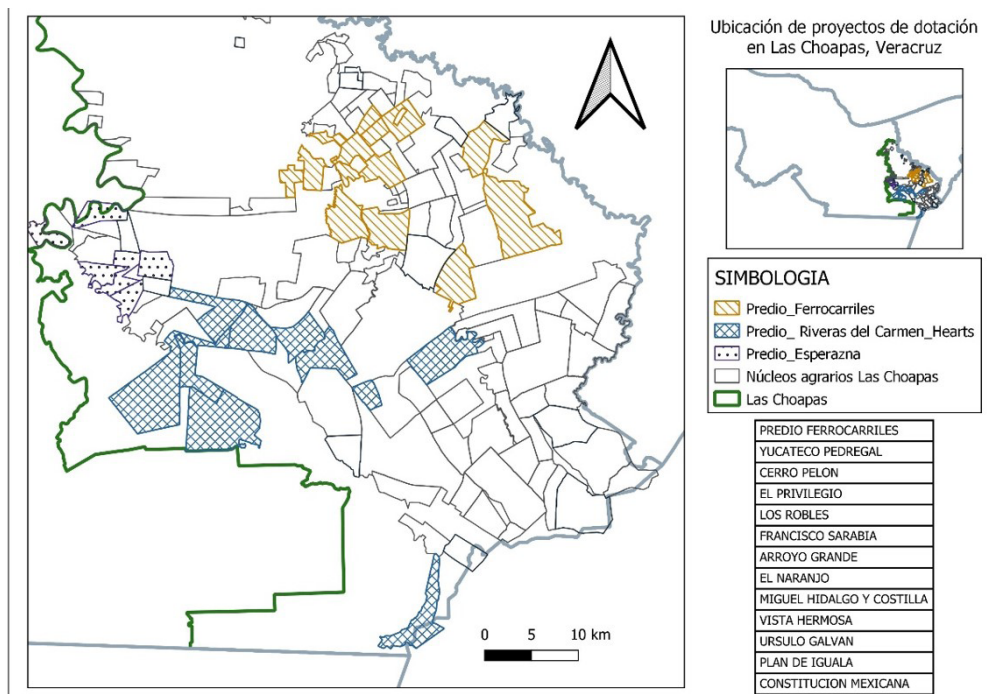 Ubicación de proyectos de dotación
en Las Choapas, Veracruz
SIMBOLOGIA
Predio_Ferrocarriles
Predio_ Riveras del Carmen_Hearts
Predio_Esperazna
Núcleos agrarios Las Choapas
Las Choapas
PREDIO FERROCARRILES
YUCATECO PEDREGAL
CERRO PELON
EL PRIVILEGIO
LOS ROBLES
FRANCISCO SARABIA
ARROYO GRANDE
EL NARANJO
MIGUEL HIDALGO Y COSTILLA
VISTA HERMOSA
URSULO GALVAN
PLAN DE IGUALA
CONSTITUCION MEXICANA
0 5 10 km